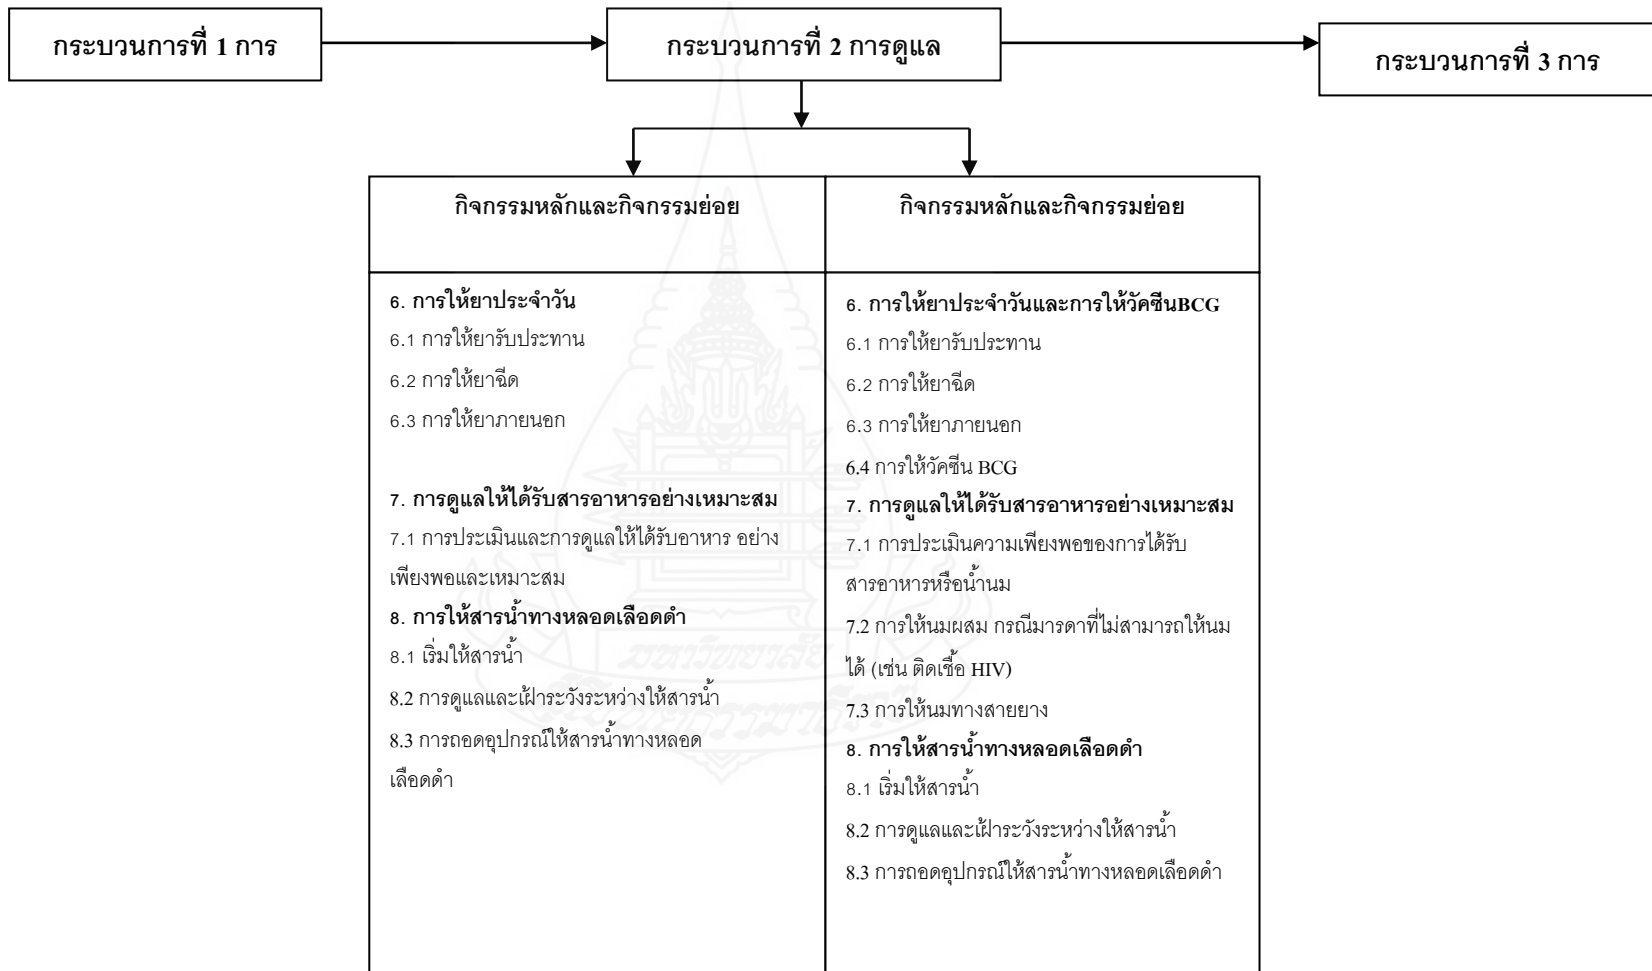 กระบวนการที่ 1 การ
กระบวนการที่ 2 การดูแล
กระบวนการที่ 3 การ
กิจกรรมหลักและกิจกรรมย่อย
6. การให้ยาประจำวัน
6.1 การให้ยารับประทาน
6.2 การให้ยาฉีด
6.3 การให้ยาภายนอก
7. การดูแลให้ได้รับสารอาหารอย่างเหมาะสม
7.1 การประเมินและการดูแลให้ได้รับอาหาร อย่าง
เพียงพอและเหมาะสม
8. การให้สารน้ำทางหลอดเลือดดำ
8.1 เริ่มให้สารน้ำ
8.2 การดูแลและเฝ้าระวังระหว่างให้สารน้ำ
8.3 การถอดอุปกรณ์ให้สารน้ำทางหลอด
เลือดดำ
กิจกรรมหลักและกิจกรรมย่อย
6. การให้ยาประจำวันและการให้วัคซีนBCG
6.1 การให้ยารับประทาน
6.2 การให้ยาฉีด
6.3 การให้ยาภายนอก
6.4 การให้วัคซีน BCG
7. การดูแลให้ได้รับสารอาหารอย่างเหมาะสม
7.1 การประเมินความเพียงพอของการได้รับ
สารอาหารหรือน้ำนม
7.2 การให้นมผสม กรณีมารดาที่ไม่สามารถให้นม
ได้ (เช่น ติดเชื้อ HIV)
7.3 การให้นมทางสายยาง
8. การให้สารน้ำทางหลอดเลือดดำ
8.1 เริ่มให้สารน้ำ
8.2 การดูแลและเฝ้าระวังระหว่างให้สารน้ำ
8.3 การถอดอุปกรณ์ให้สารน้ำทางหลอดเลือดดำ
มหาวิทยาลัย
สุโขทัยธรรมาธิราช